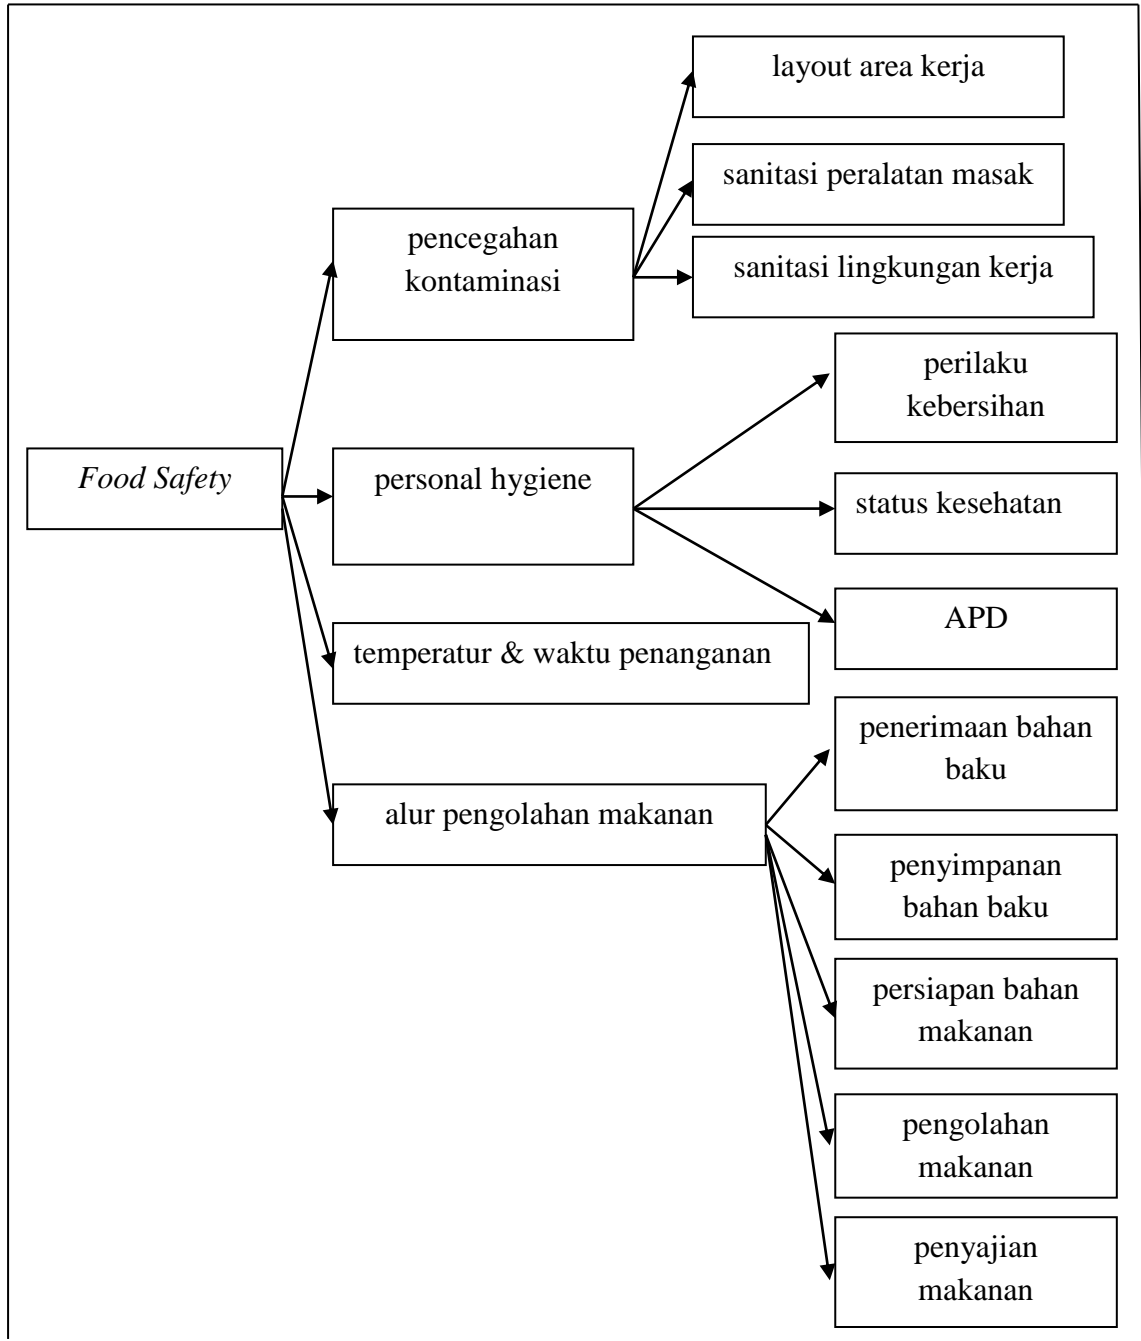 layout area kerja
sanitasi peralatan masak
pencegahan
kontaminasi
sanitasi lingkungan kerja
perilaku
kebersihan
Food Safety
personal hygiene
status kesehatan
APD
temperatur & waktu penanganan
penerimaan bahan
baku
alur pengolahan makanan
penyimpanan
bahan baku
persiapan bahan
makanan
pengolahan
makanan
penyajian
makanan